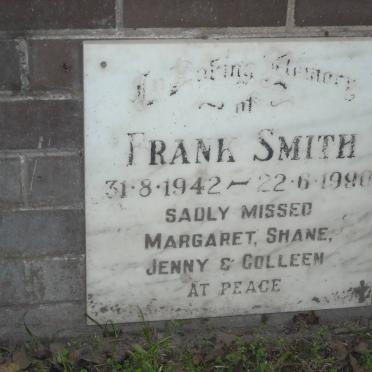 In Loving Memory
of
FRANK SMITH
31-8-1942 — 22-6-1990
SADLY MISSED
MARGARET, SHANE,
JENNY & COLLEEN
AT PEACE